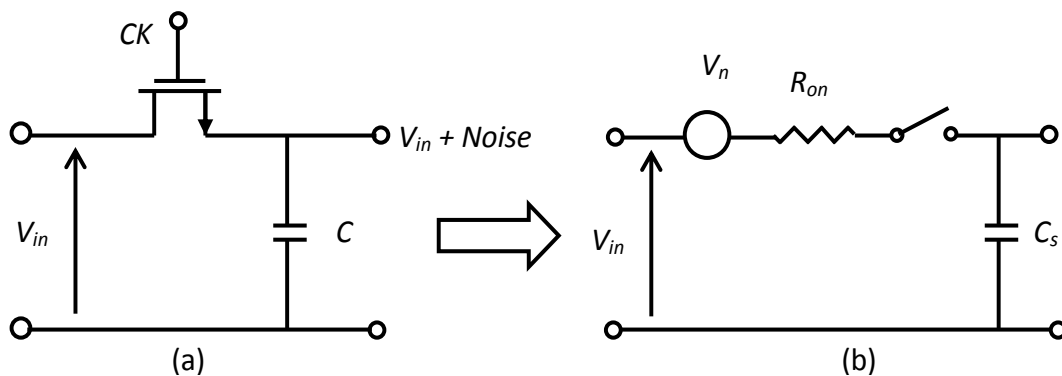 CK
V_in + Noise
V_in
C
(a)
V_n
R_on
V_in
C_s
(b)